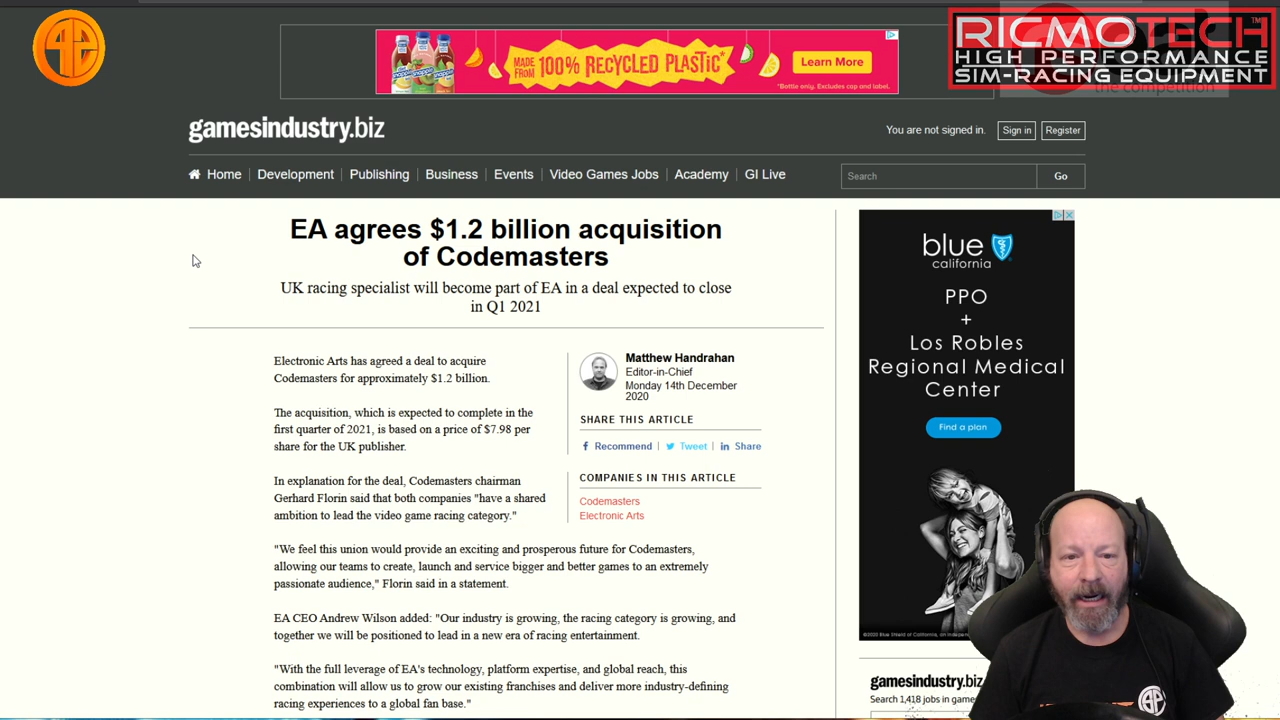 RICMOTECH™
HIGH PERFORMANCE
SIM-RACING EQUIPMENT
the competition
snapple
MADE FROM 100% RECYCLED PLASTIC*
Learn More
*Bottle only. Excludes cap and label.
gamesindustry.biz
You are not signed in.
Sign in
Register
Home
Development
Publishing
Business
Events
Video Games Jobs
Academy
GI Live
Search
Go
EA agrees $1.2 billion acquisition
of Codemasters
UK racing specialist will become part of EA in a deal expected to close
in Q1 2021
Electronic Arts has agreed a deal to acquire
Codemasters for approximately $1.2 billion.
The acquisition, which is expected to complete in the
first quarter of 2021, is based on a price of $7.98 per
share for the UK publisher.
In explanation for the deal, Codemasters chairman
Gerhard Florin said that both companies "have a shared
ambition to lead the video game racing category."
Matthew Handrahan
Editor-in-Chief
Monday 14th December
2020
SHARE THIS ARTICLE
Recommend
Tweet
Share
COMPANIES IN THIS ARTICLE
Codemasters
Electronic Arts
"We feel this union would provide an exciting and prosperous future for Codemasters,
allowing our teams to create, launch and service bigger and better games to an extremely
passionate audience," Florin said in a statement.
EA CEO Andrew Wilson added: "Our industry is growing, the racing category is growing, and
together we will be positioned to lead in a new era of racing entertainment.
"With the full leverage of EA's technology, platform expertise, and global reach, this
combination will allow us to grow our existing franchises and deliver more industry-defining
racing experiences to a global fan base."
blue
california
PPO
+
Los Robles
Regional Medical
Center
Find a plan
©2020 Blue Shield of California, an independent
gamesindustry.biz
Search 1,418 jobs in games